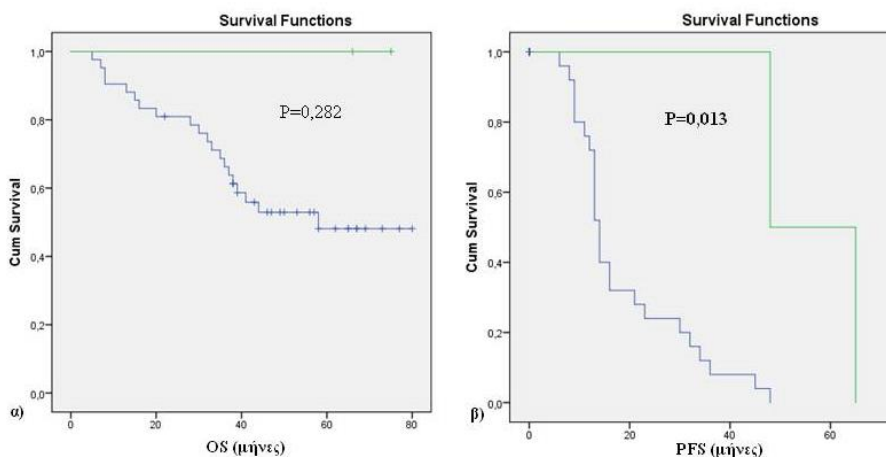 Survival Functions
Cum Survival
1,0
0,8
0,6
0,4
0,2
0,0
P=0,282
0
20
40
60
80
α)
OS (μήνες)
Survival Functions
Cum Survival
1,0
0,8
0,6
0,4
0,2
0,0
P=0,013
0
20
40
60
β)
PFS (μήνες)